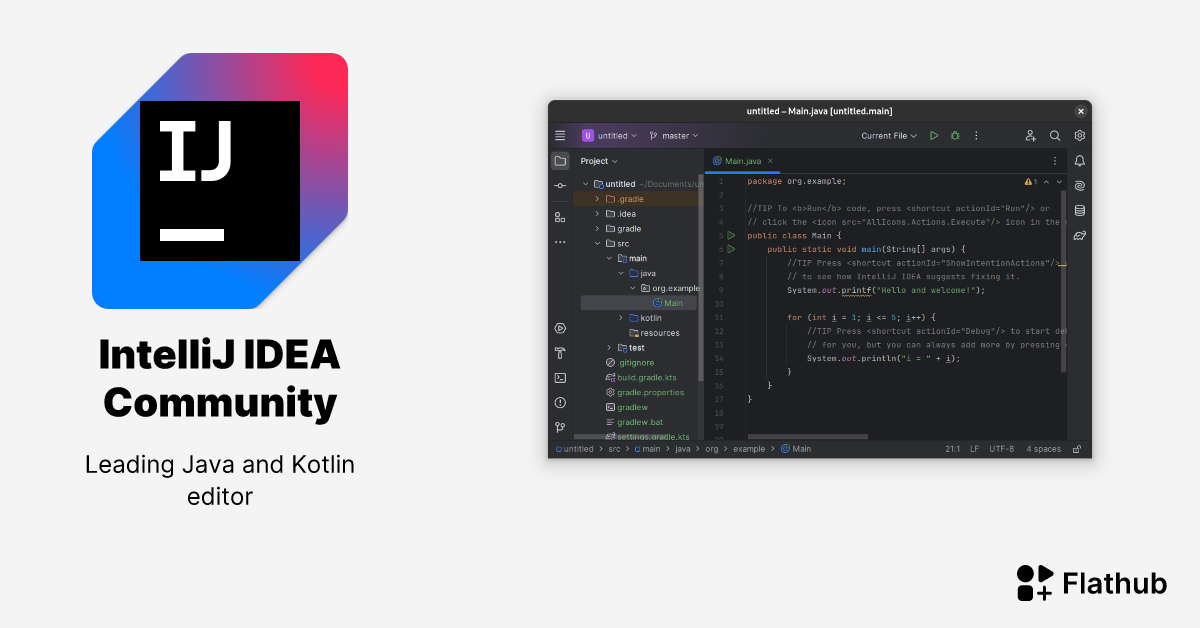 IJ
IntelliJ IDEA
Community
Leading Java and Kotlin
editor
untitled – Main.java [untitled.main]
U untitled master Current File
Project
Main.java
untitled ~/Documents/
.gradle
.idea
gradle
src
main
java
org.example
Main
kotlin
resources
test
.gitignore
build.gradle.kts
gradle.properties
gradlew
gradlew.bat
settings.gradle.kts
1 package org.example;
1
2
3 //TIP To <b>Run</b> code, press <shortcut actionId="Run"/> or
4 // click the <icon src="AllIcons.Actions.Execute"/> icon in the
5 public class Main {
6 public static void main(String[] args) {
7 //TIP Press <shortcut actionId="ShowIntentionActions"/>
8 // to see how IntelliJ IDEA suggests fixing it.
9 System.out.printf("Hello and welcome!");
10
11 for (int i = 1; i <= 5; i++) {
12 //TIP Press <shortcut actionId="Debug"/> to start
13 // for you, but you can always add more by pressing
14 System.out.println("i = " + i);
15 }
16 }
17 }
18
19
untitled > src > main > java > org > example > Main 21:1 LF UTF-8 4 spaces
Flathub